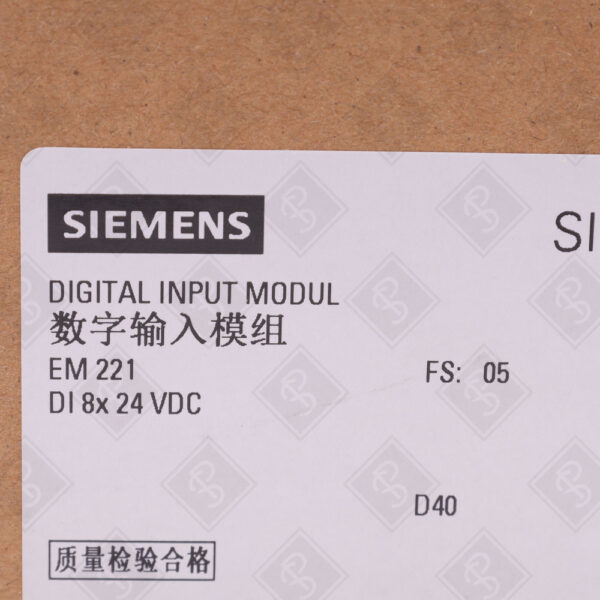 SIEMENS
SI
DIGITAL INPUT MODUL
数字输入模组
EM 221
FS: 05
DI 8x 24 VDC
D40
质量检验合格